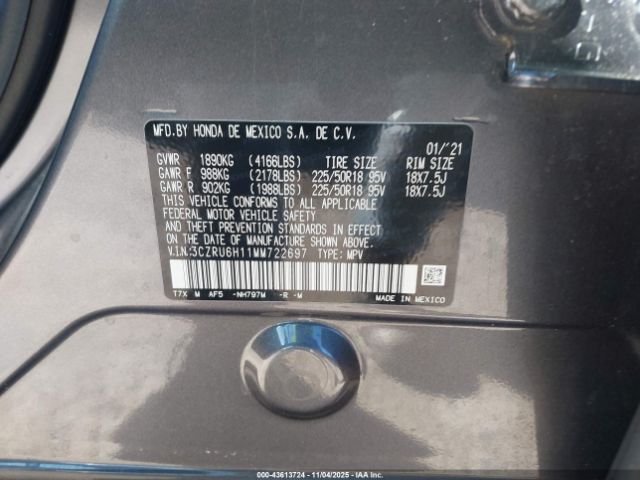 MFD.BY HONDA DE MEXICO S.A. DE C.V.
01/'21
GVWR 1890KG (4166LBS) TIRE SIZE RIM SIZE
GAWR F 988KG (2178LBS) 225/50R18 95V 18X7.5J
GAWR R 902KG (1988LBS) 225/50R18 95V 18X7.5J
THIS VEHICLE CONFORMS TO ALL APPLICABLE
FEDERAL MOTOR VEHICLE SAFETY
AND THEFT PREVENTION STANDARDS IN EFFECT
ON THE DATE OF MANUFACTURE SHOWN ABOVE.
V.I.N:3CZRU6H11MM722697 TYPE: MPV
T7X M AF5 -NH797M -R -M MADE IN MEXICO
© 43613724 - 11/04/2025 - IAAI.COM